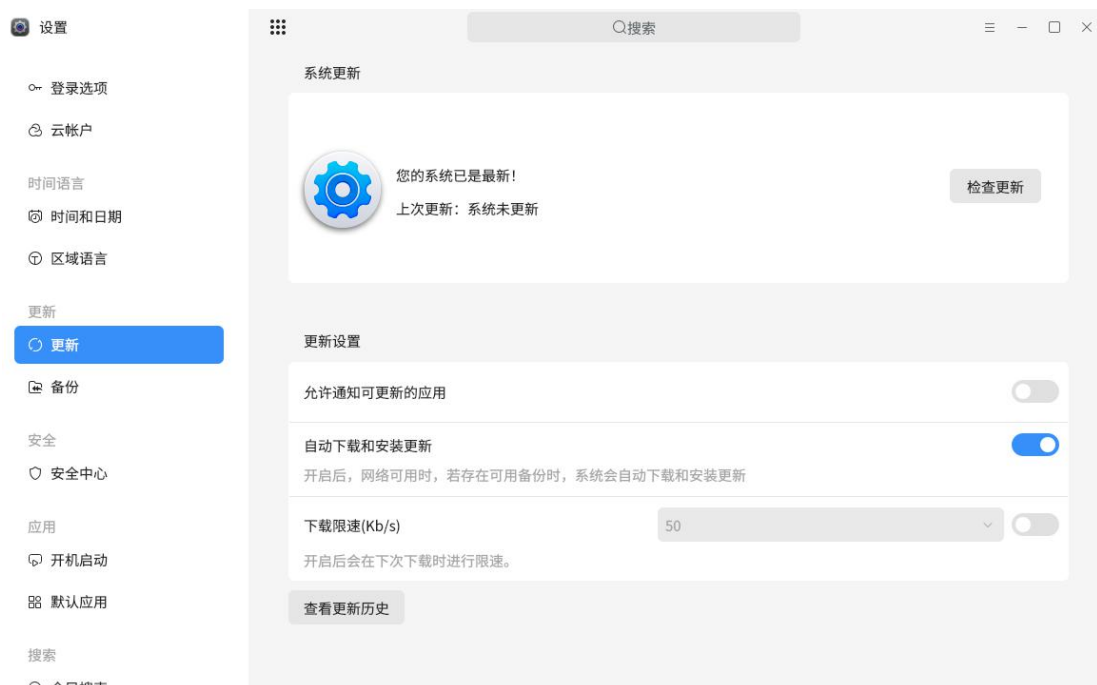 设置
搜索
登录选项
云帐户
时间语言
时间和日期
区域语言
更新
更新
备份
安全
安全中心
应用
开机启动
默认应用
搜索
系统更新
您的系统已是最新！
上次更新：系统未更新
检查更新
更新设置
允许通知可更新的应用
自动下载和安装更新
开启后，网络可用时，若存在可用备份时，系统会自动下载和安装更新
下载限速(Kb/s)
50
开启后会在下次下载时进行限速。
查看更新历史